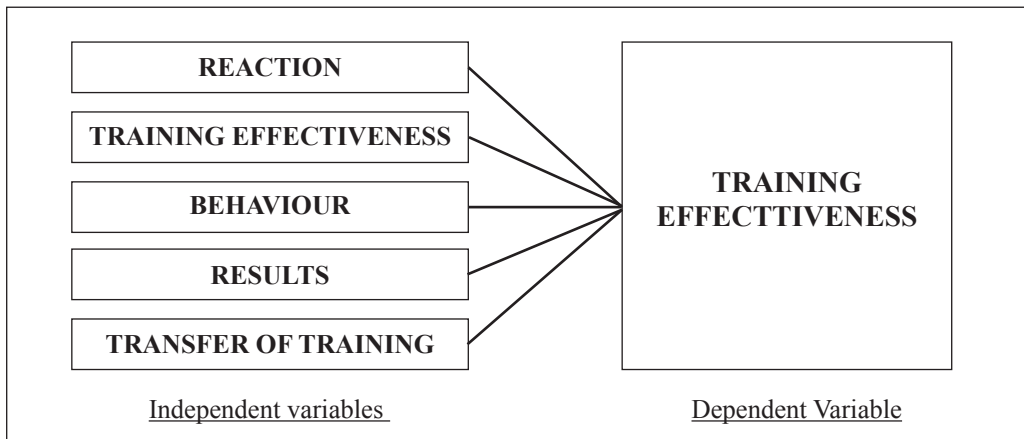 REACTION
TRAINING EFFECTIVENESS
BEHAVIOUR
RESULTS
TRANSFER OF TRAINING
Independent variables
TRAINING
EFFECTTIVENESS
Dependent Variable